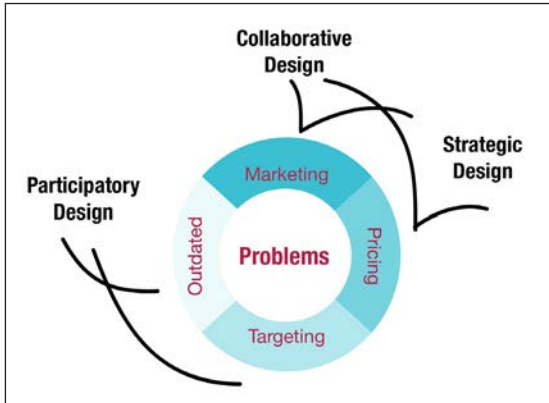 Collaborative
Design
Strategic
Design
Participatory
Design
Marketing
Outdated
Problems
Pricing
Targeting